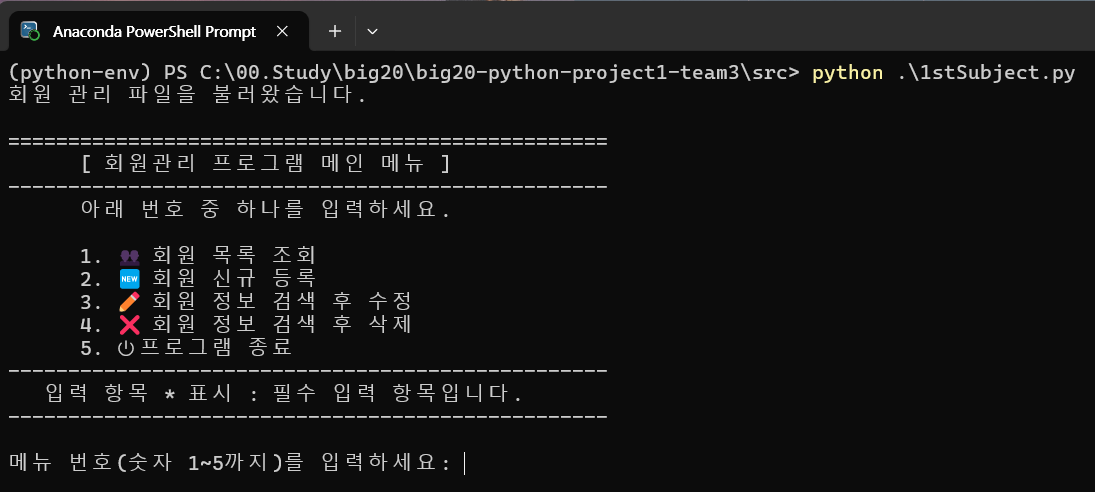 Anaconda PowerShell Prompt
(python-env) PS C:\00.Study\big20\big20-python-project1-team3\src> python .\1stSubject.py
회원 관리 파일을 불러왔습니다.
==================================================
[ 회원관리 프로그램 메인 메뉴 ]
--------------------------------------------------
아래 번호 중 하나를 입력하세요.
1. 👥 회원 목록 조회
2. 🆕 회원 신규 등록
3. ✏️ 회원 정보 검색 후 수정
4. ❌ 회원 정보 검색 후 삭제
5. ⏻ 프로그램 종료
--------------------------------------------------
입력 항목 * 표시 : 필수 입력 항목입니다.
--------------------------------------------------
메뉴 번호(숫자 1~5까지)를 입력하세요: